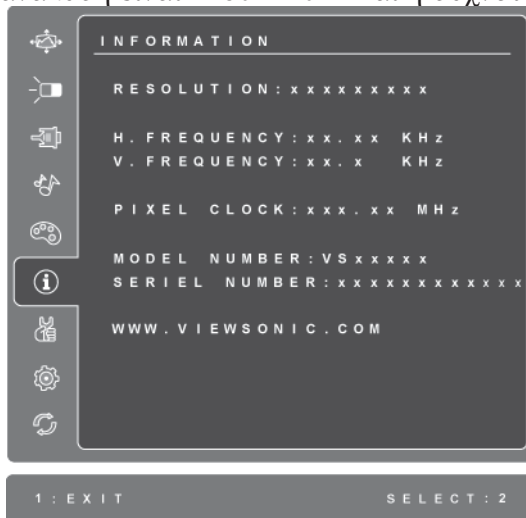 INFORMATION
RESOLUTION:xxxxxxxxx
H. FREQUENCY:xx.xx KHz
V. FREQUENCY:xx.x KHz
PIXEL CLOCK:xxx.xx MHz
MODEL NUMBER:VSxxxxx
SERIEL NUMBER:xxxxxxxxxxxx
WWW.VIEWSONIC.COM
1:EXIT SELECT:2